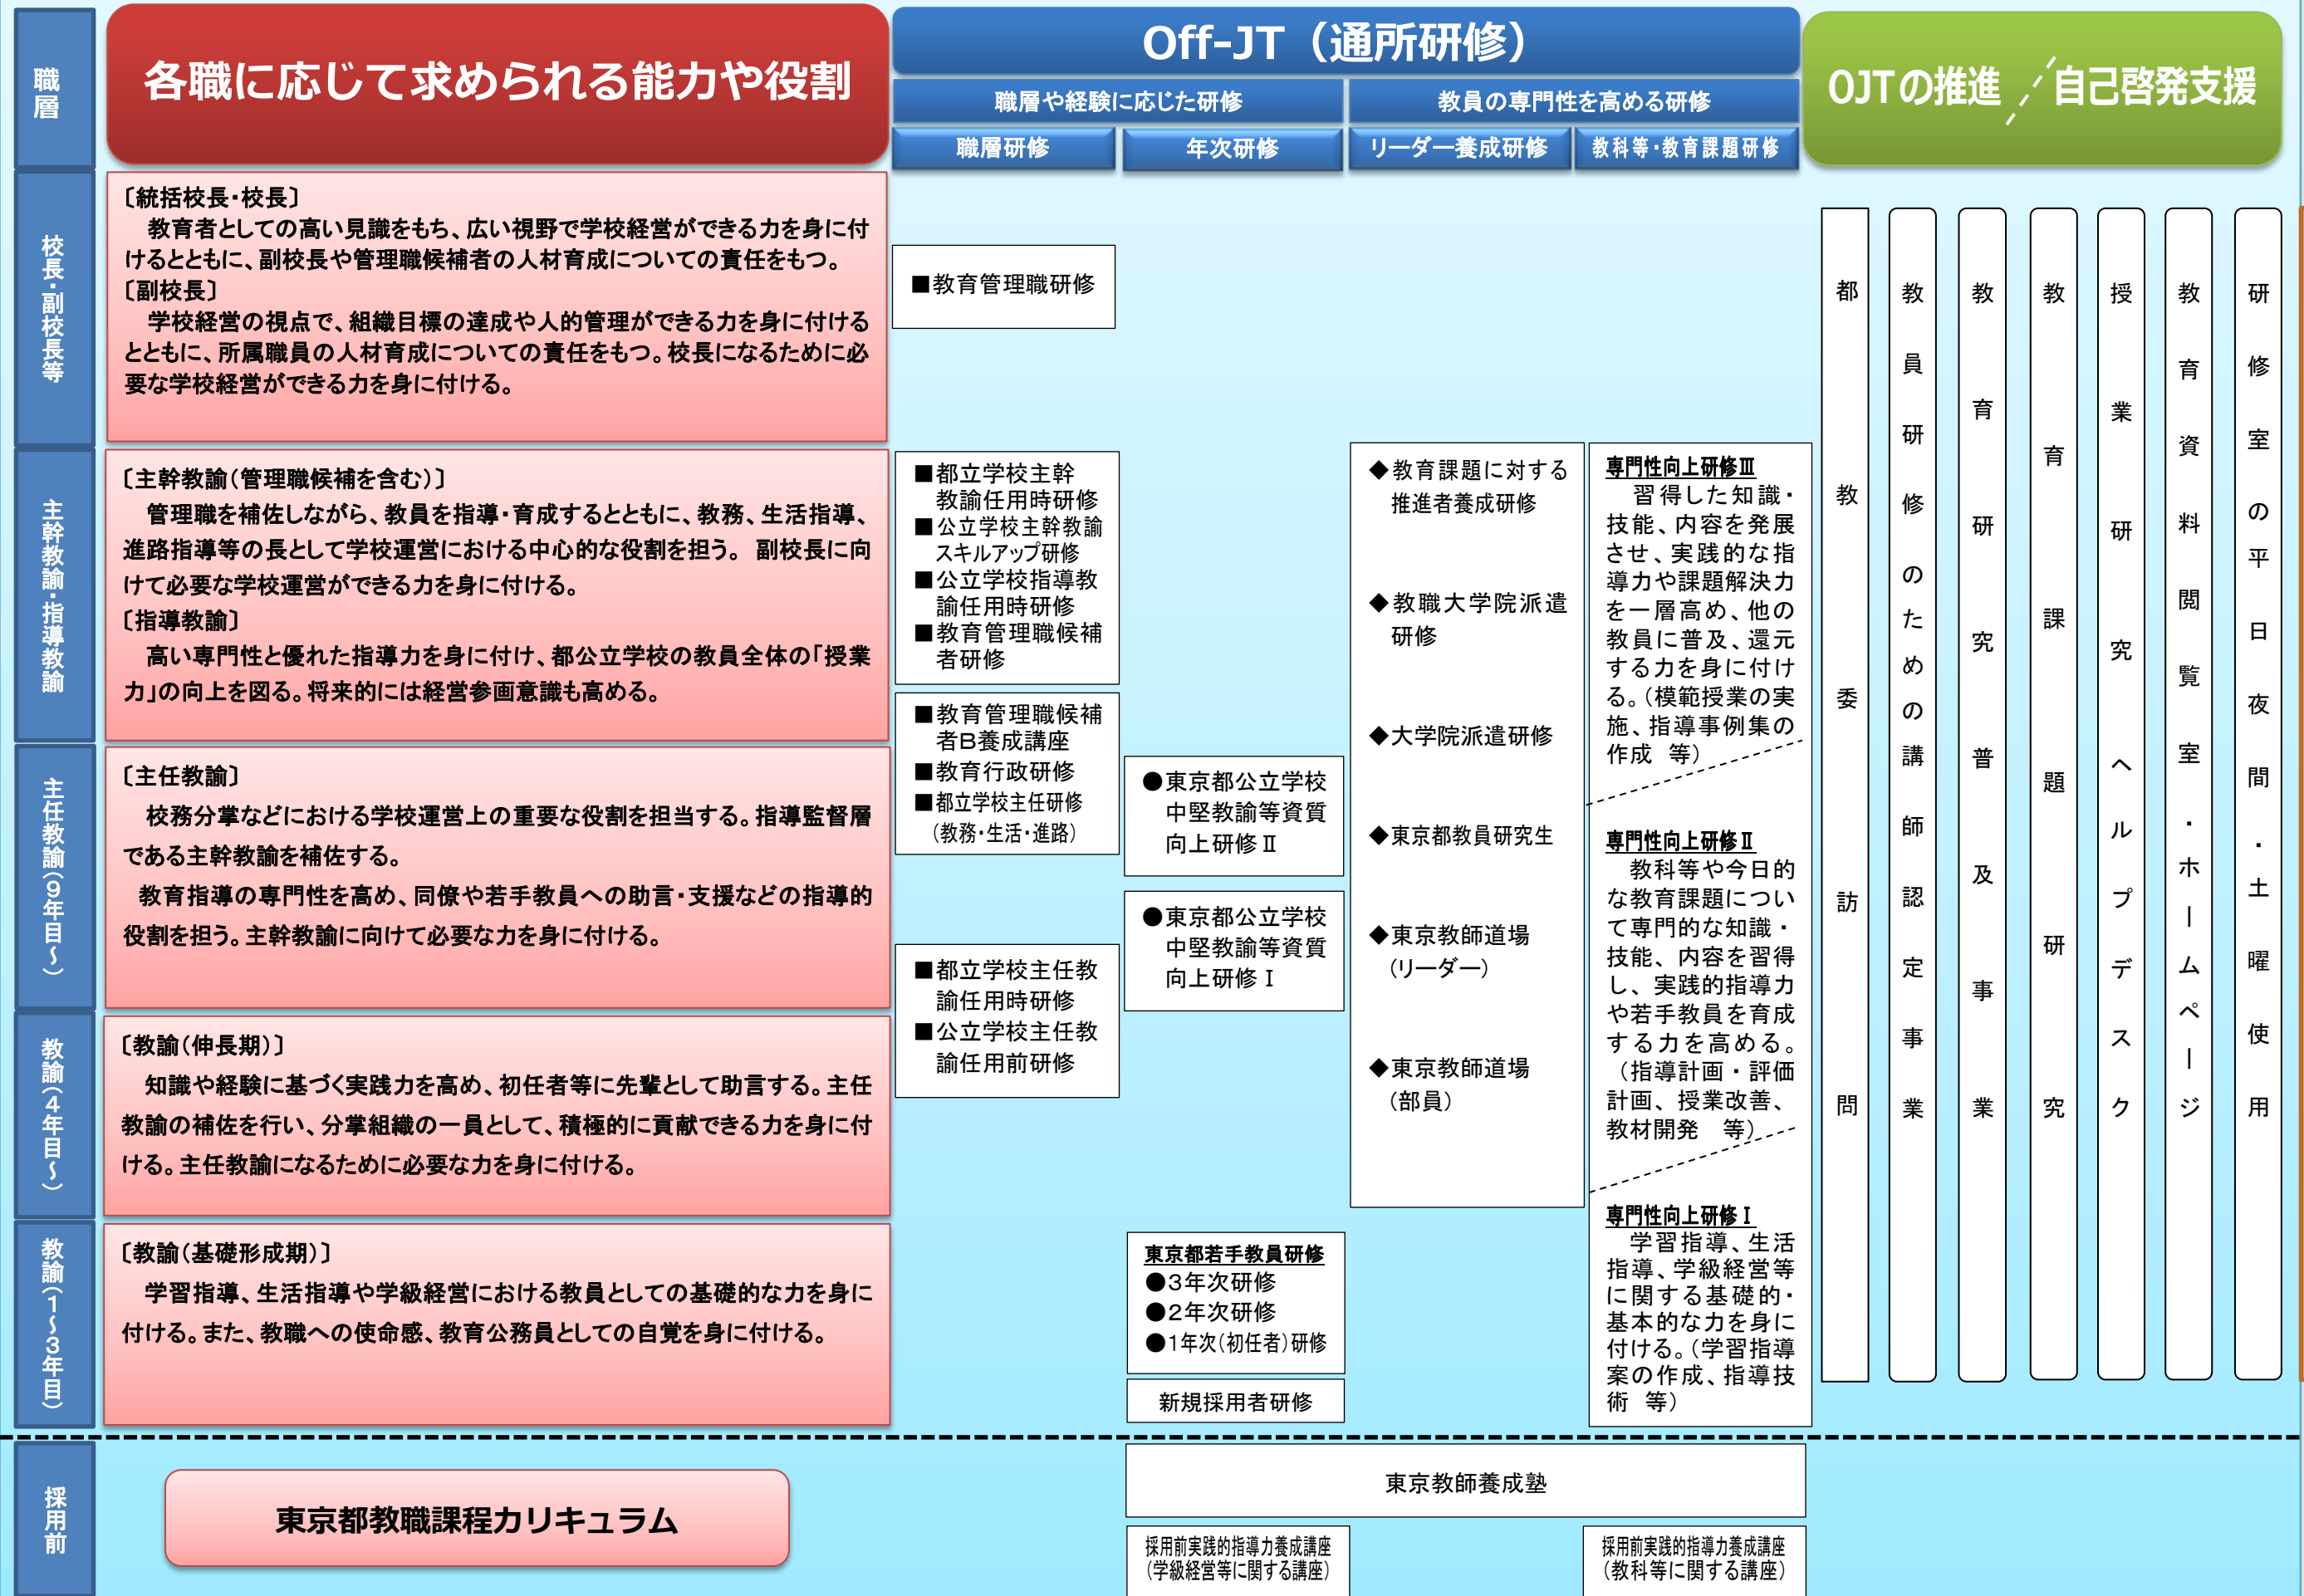 職層
各職に応じて求められる能力や役割
Off-JT（通所研修）
職層や経験に応じた研修
教員の専門性を高める研修
職層研修
年次研修
リーダー養成研修
教科等・教育課題研修
OJTの推進 ／ 自己啓発支援
校長・副校長等
〔統括校長・校長〕
教育者としての高い見識をもち、広い視野で学校経営ができる力を身に付
けるとともに、副校長や管理職候補者の人材育成についての責任をもつ。
〔副校長〕
学校経営の視点で、組織目標の達成や人的管理ができる力を身に付ける
とともに、所属職員の人材育成についての責任をもつ。校長になるために必
要な学校経営ができる力を身に付ける。
■教育管理職研修
主幹教諭・指導教諭
〔主幹教諭（管理職候補を含む）〕
管理職を補佐しながら、教員を指導・育成するとともに、教務、生活指導、
進路指導等の長として学校運営における中心的な役割を担う。 副校長に向
けて必要な学校運営ができる力を身に付ける。
〔指導教諭〕
高い専門性と優れた指導力を身に付け、都公立学校の教員全体の「授業
力」の向上を図る。将来的には経営参画意識も高める。
■都立学校主幹
教諭任用時研修
■公立学校主幹教諭
スキルアップ研修
■公立学校指導教
諭任用時研修
■教育管理職候補
者研修
■教育管理職候補
者B養成講座
■教育行政研修
■都立学校主任研修
（教務・生活・進路）
主任教諭（９年目～）
〔主任教諭〕
校務分掌などにおける学校運営上の重要な役割を担当する。指導監督層
である主幹教諭を補佐する。
教育指導の専門性を高め、同僚や若手教員への助言・支援などの指導的
役割を担う。主幹教諭に向けて必要な力を身に付ける。
■都立学校主任教
諭任用時研修
■公立学校主任教
諭任用前研修
●東京都公立学校
中堅教諭等資質
向上研修Ⅱ
●東京都公立学校
中堅教諭等資質
向上研修Ⅰ
教諭（４年目～）
〔教諭（伸長期）〕
知識や経験に基づく実践力を高め、初任者等に先輩として助言する。主任
教諭の補佐を行い、分掌組織の一員として、積極的に貢献できる力を身に付
ける。主任教諭になるために必要な力を身に付ける。
教諭（１～３年目）
〔教諭（基礎形成期）〕
学習指導、生活指導や学級経営における教員としての基礎的な力を身に
付ける。また、教職への使命感、教育公務員としての自覚を身に付ける。
東京都若手教員研修
●3年次研修
●2年次研修
●1年次（初任者）研修
新規採用者研修
◆教育課題に対する
推進者養成研修
◆教職大学院派遣
研修
◆大学院派遣研修
◆東京都教員研究生
◆東京教師道場
（リーダー）
◆東京教師道場
（部員）
専門性向上研修Ⅲ
習得した知識・
技能、内容を発展
させ、実践的な指
導力や課題解決力
を一層高め、他の
教員に普及、還元
する力を身に付け
る。（模範授業の実
施、指導事例集の
作成 等）
専門性向上研修Ⅱ
教科等や今日的
な教育課題につい
て専門的な知識・
技能、内容を習得
し、実践的指導力
や若手教員を育成
する力を高める。
（指導計画・評価
計画、授業改善、
教材開発 等）
専門性向上研修Ⅰ
学習指導、生活
指導、学級経営等
に関する基礎的・
基本的な力を身に
付ける。（学習指導
案の作成、指導技
術 等）
都教委訪問
教員研修のための講師認定事業
教育研究普及事業
教育課題研究
授業研究ヘルプデスク
教育資料閲覧室・ホームページ
研修室の平日夜間・土曜使用
採用前
東京都教職課程カリキュラム
東京教師養成塾
採用前実践的指導力養成講座
（学級経営等に関する講座）
採用前実践的指導力養成講座
（教科等に関する講座）